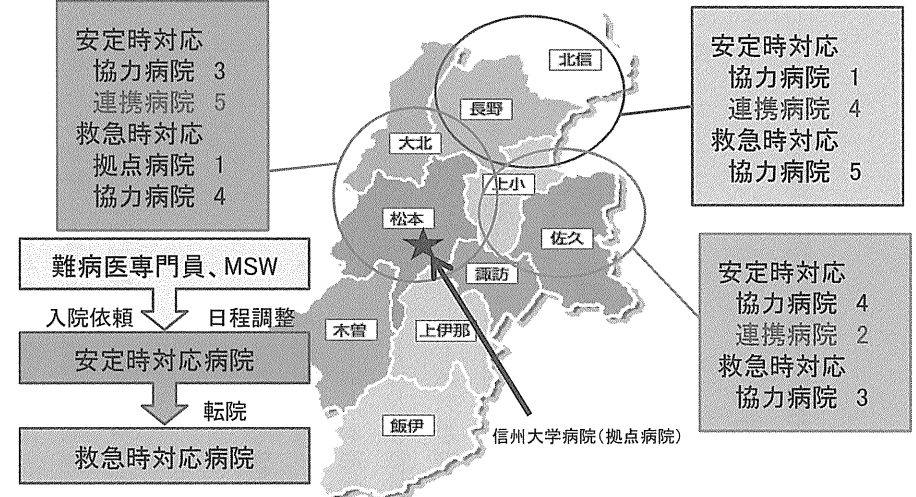 安定時対応
協力病院 3
連携病院 5
救急時対応
拠点病院 1
協力病院 4
難病医専門員、MSW
入院依頼 日程調整
安定時対応病院
転院
救急時対応病院
北信
長野
大北
上小
松本
佐久
諏訪
木曽
上伊那
飯伊
信州大学病院(拠点病院)
安定時対応
協力病院 1
連携病院 4
救急時対応
協力病院 5
安定時対応
協力病院 4
連携病院 2
救急時対応
協力病院 3